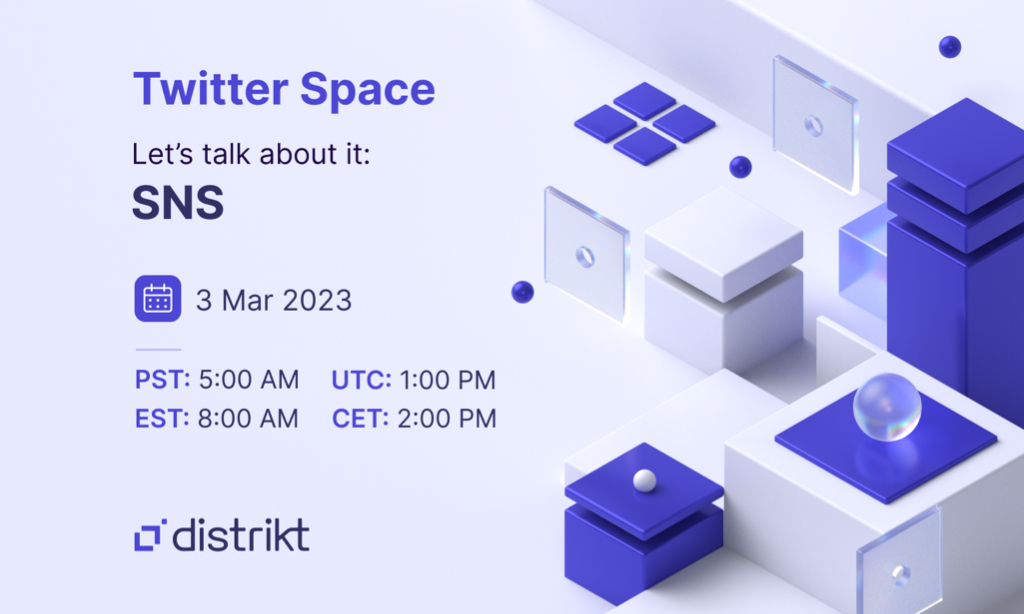 Twitter Space
Let's talk about it:
SNS
3 Mar 2023
PST: 5:00 AM UTC: 1:00 PM
EST: 8:00 AM CET: 2:00 PM
distrikt